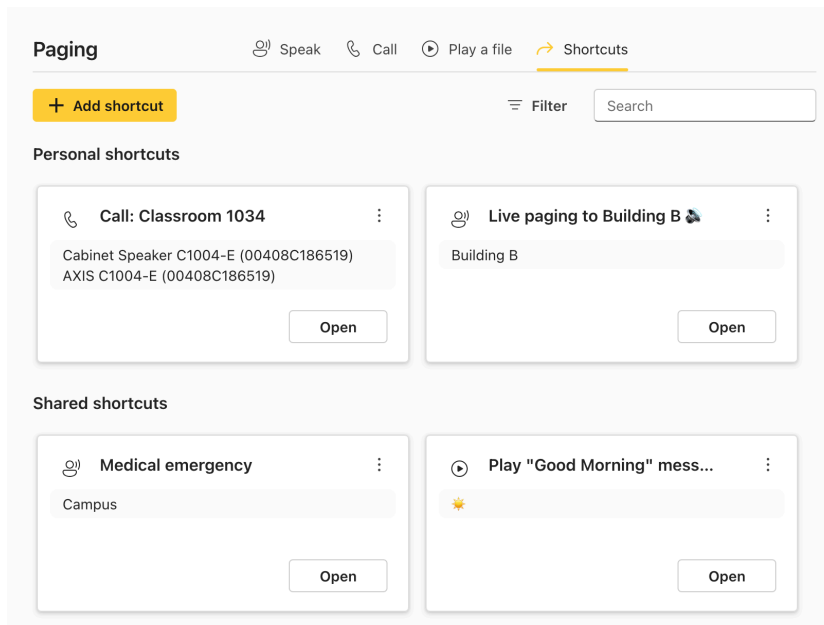 Paging
Speak
Call
Play a file
Shortcuts
Add shortcut
Filter
Search
Personal shortcuts
Call: Classroom 1034
Cabinet Speaker C1004-E (00408C186519)
AXIS C1004-E (00408C186519)
Open
Live paging to Building B 🔊
Building B
Open
Shared shortcuts
Medical emergency
Campus
Open
Play "Good Morning" mess...
☀️
Open